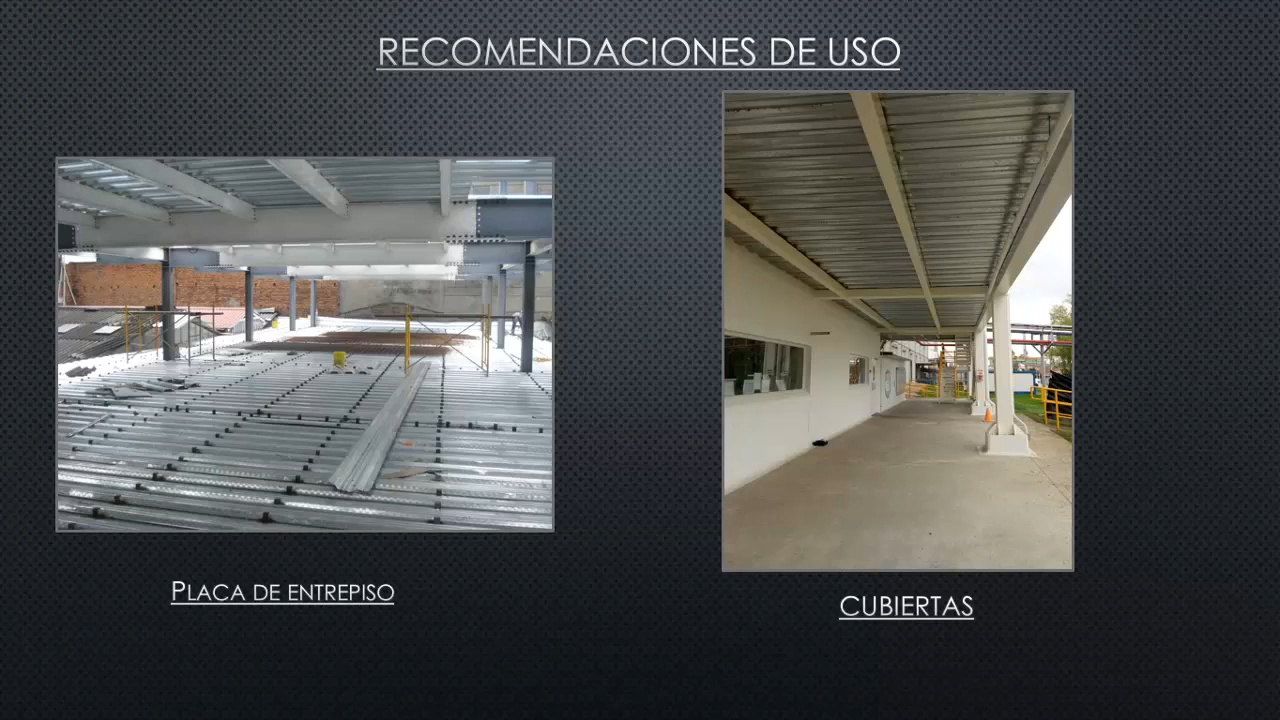 RECOMENDACIONES DE USO
PLACA DE ENTREPISO
CUBIERTAS